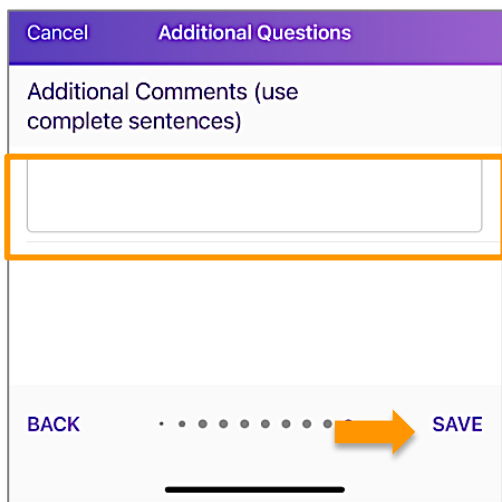 Cancel Additional Questions
Additional Comments (use
complete sentences)
BACK SAVE